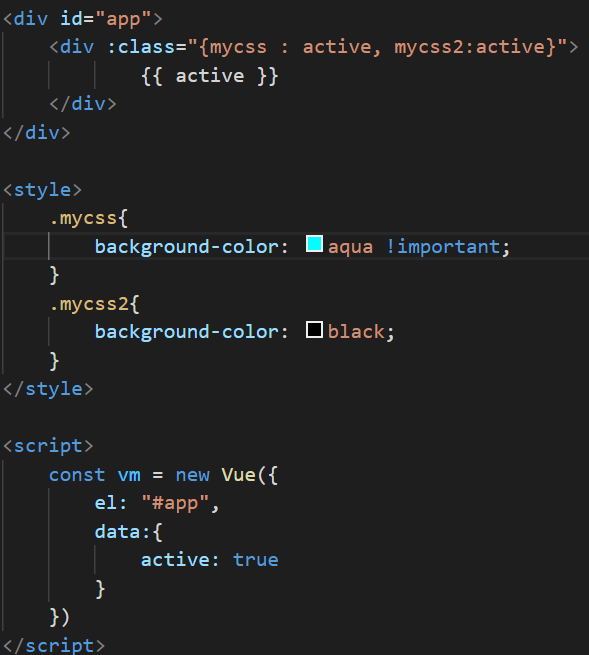 <div id="app">
    <div :class="{mycss : active, mycss2:active}">
            {{ active }}
    </div>
</div>

<style>
    .mycss{
        background-color: aqua !important;
    }
    .mycss2{
        background-color: black;
    }
</style>

<script>
    const vm = new Vue({
        el: "#app",
        data:{
            active: true
        }
    })
</script>